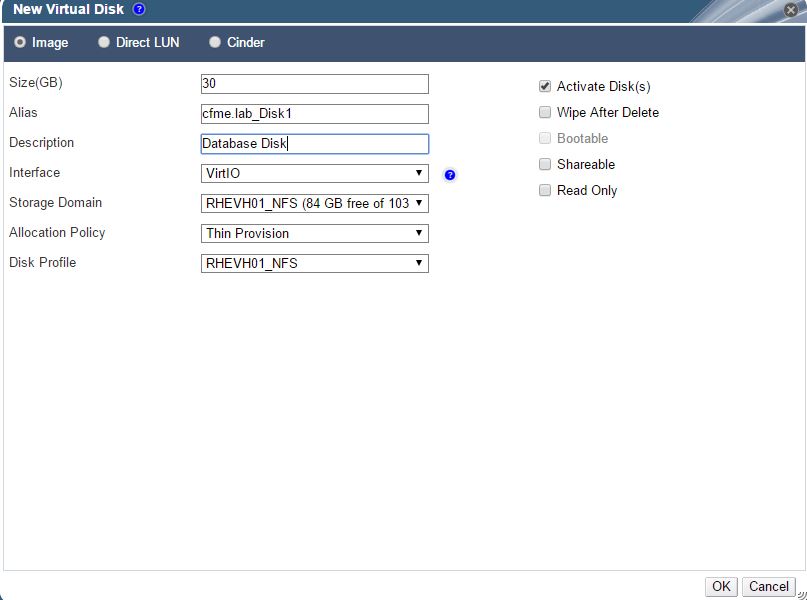 New Virtual Disk ?
Image Direct LUN Cinder
Size(GB) 30
Alias cfme.lab_Disk1
Description Database Disk
Interface VirtIO ?
Storage Domain RHEVH01_NFS (84 GB free of 103
Allocation Policy Thin Provision
Disk Profile RHEVH01_NFS
Activate Disk(s)
Wipe After Delete
Bootable
Shareable
Read Only
OK Cancel